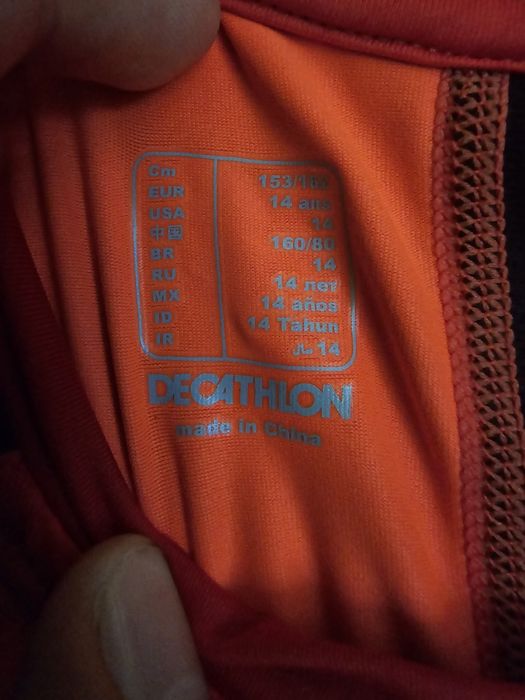 Cm 153/162
EUR 14 ans
USA 14
中国 160/80
BR 14
RU 14 лет
MX 14 años
ID 14 Tahun
IR 14 سال
DECATHLON
made in China